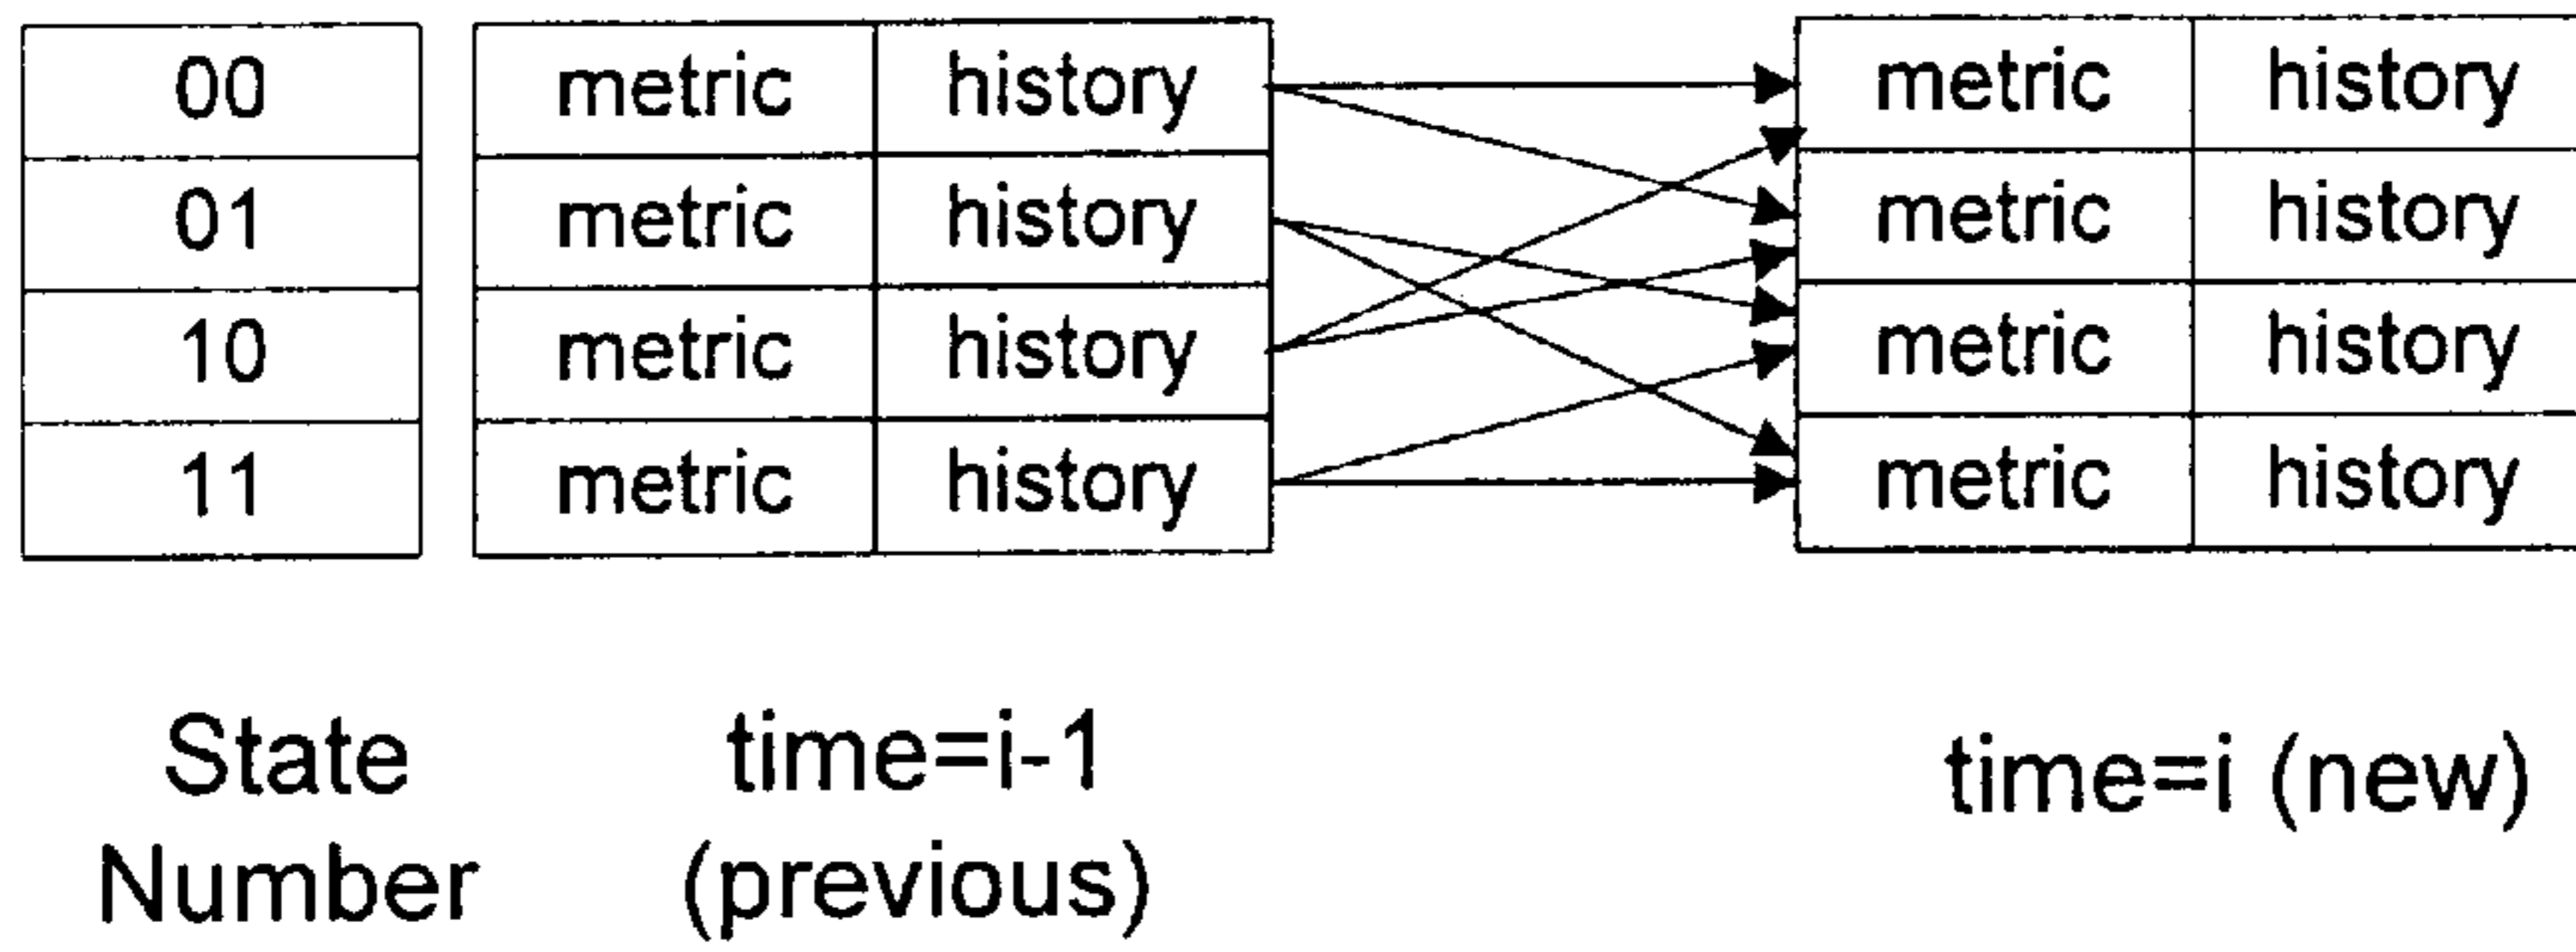 00 metric history metric history
01 metric history metric history
10 metric history metric history
11 metric history metric history
State Number
time=i-1
(previous)
time=i (new)